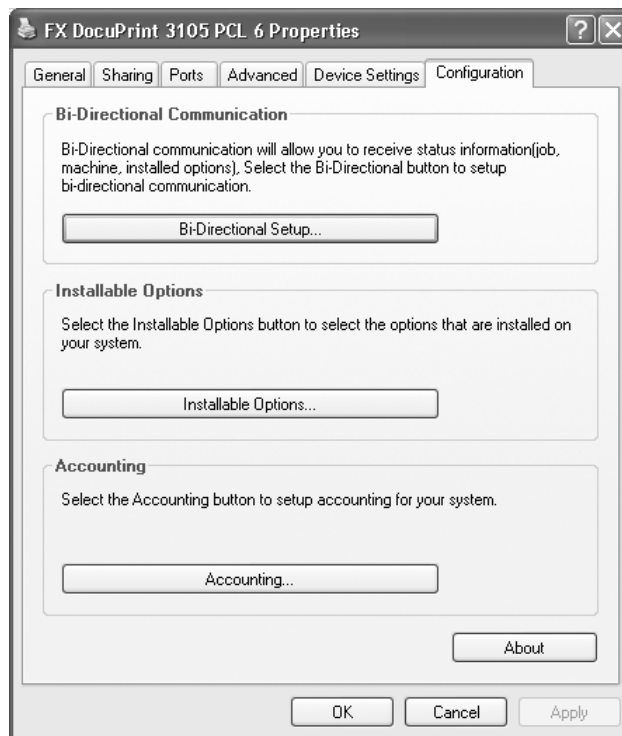 FX DocuPrint 3105 PCL 6 Properties
General Sharing Ports Advanced Device Settings Configuration
Bi-Directional Communication
Bi-Directional communication will allow you to receive status information(job,
machine, installed options), Select the Bi-Directional button to setup
bi-directional communication.
Bi-Directional Setup...
Installable Options
Select the Installable Options button to select the options that are installed on
your system.
Installable Options...
Accounting
Select the Accounting button to setup accounting for your system.
Accounting...
About
OK Cancel Apply